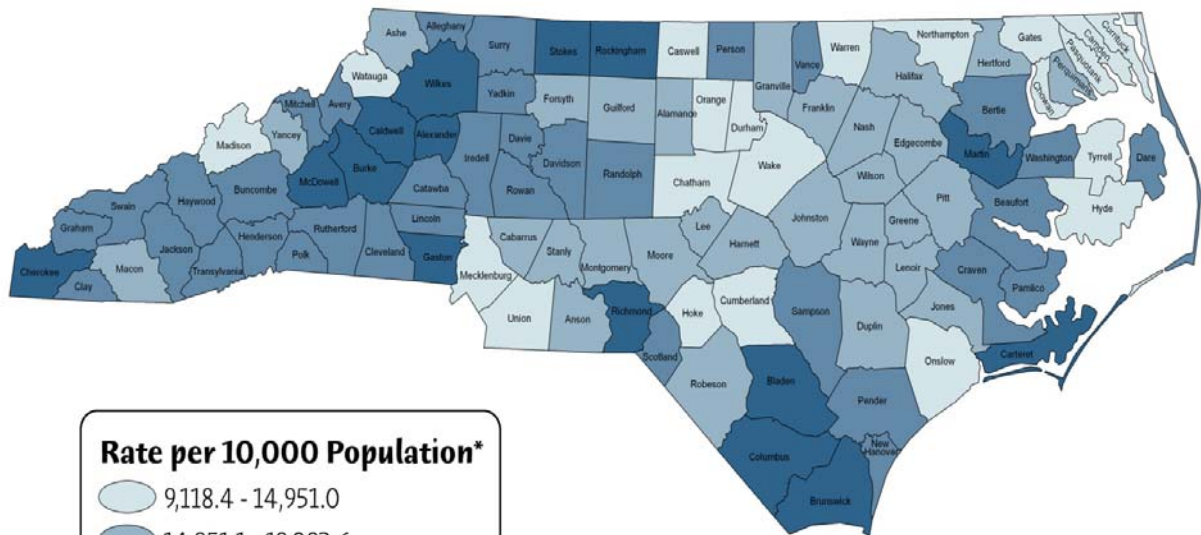 Ashe
Alleghany
Surry
Stokes
Rockingham
Caswell
Person
Vance
Warren
Northampton
Gates
Currituck
Camden
Pasquotank
Perquimans
Chowan
Hertford
Halifax
Granville
Watauga
Wilkes
Yadkin
Forsyth
Guilford
Alamance
Orange
Durham
Franklin
Nash
Edgecombe
Bertie
Martin
Washington
Tyrrell
Dare
Hyde
Mitchell
Avery
Yancey
Madison
Caldwell
Alexander
Iredell
Davie
Davidson
Randolph
Chatham
Wake
Wilson
Pitt
Beaufort
McDowell
Burke
Catawba
Rowan
Buncombe
Haywood
Swain
Graham
Cherokee
Clay
Macon
Jackson
Transylvania
Henderson
Polk
Rutherford
Cleveland
Lincoln
Gaston
Mecklenburg
Cabarrus
Stanly
Montgomery
Moore
Lee
Harnett
Johnston
Wayne
Greene
Lenoir
Craven
Pamlico
Jones
Union
Anson
Richmond
Scotland
Hoke
Cumberland
Sampson
Duplin
Onslow
Carteret
Robeson
Bladen
Pender
New
Hanover
Columbus
Brunswick
Rate per 10,000 Population*
9,118.4 - 14,951.0